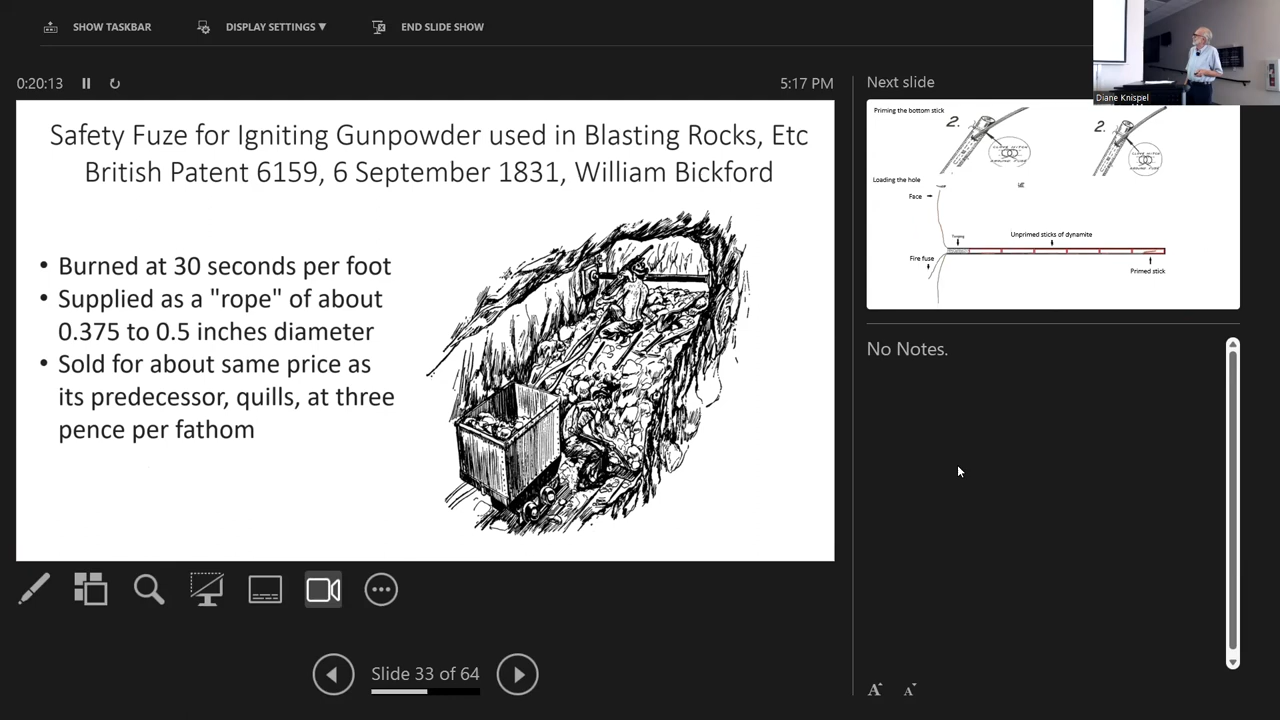 SHOW TASKBAR
DISPLAY SETTINGS ▼
END SLIDE SHOW
Diane Knispel
0:20:13
5:17 PM
Safety Fuze for Igniting Gunpowder used in Blasting Rocks, Etc
British Patent 6159, 6 September 1831, William Bickford
• Burned at 30 seconds per foot
• Supplied as a "rope" of about
0.375 to 0.5 inches diameter
• Sold for about same price as
its predecessor, quills, at three
pence per fathom
Slide 33 of 64
Next slide
Priming the bottom stick
2.
2.
Loading the hole
Face
Unprimed sticks of dynamite
Fire fuse
Primed stick
No Notes.
A
A